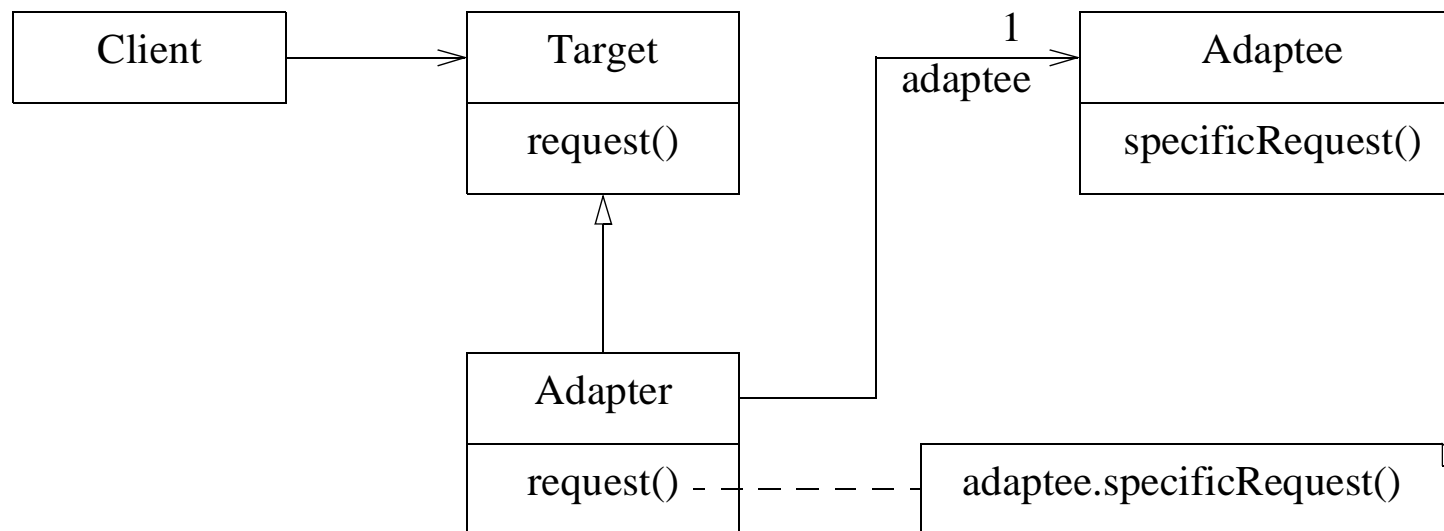 Client
Target
1
Adaptee
adaptee
request()
specificRequest()
Adapter
request()
adaptee.specificRequest()